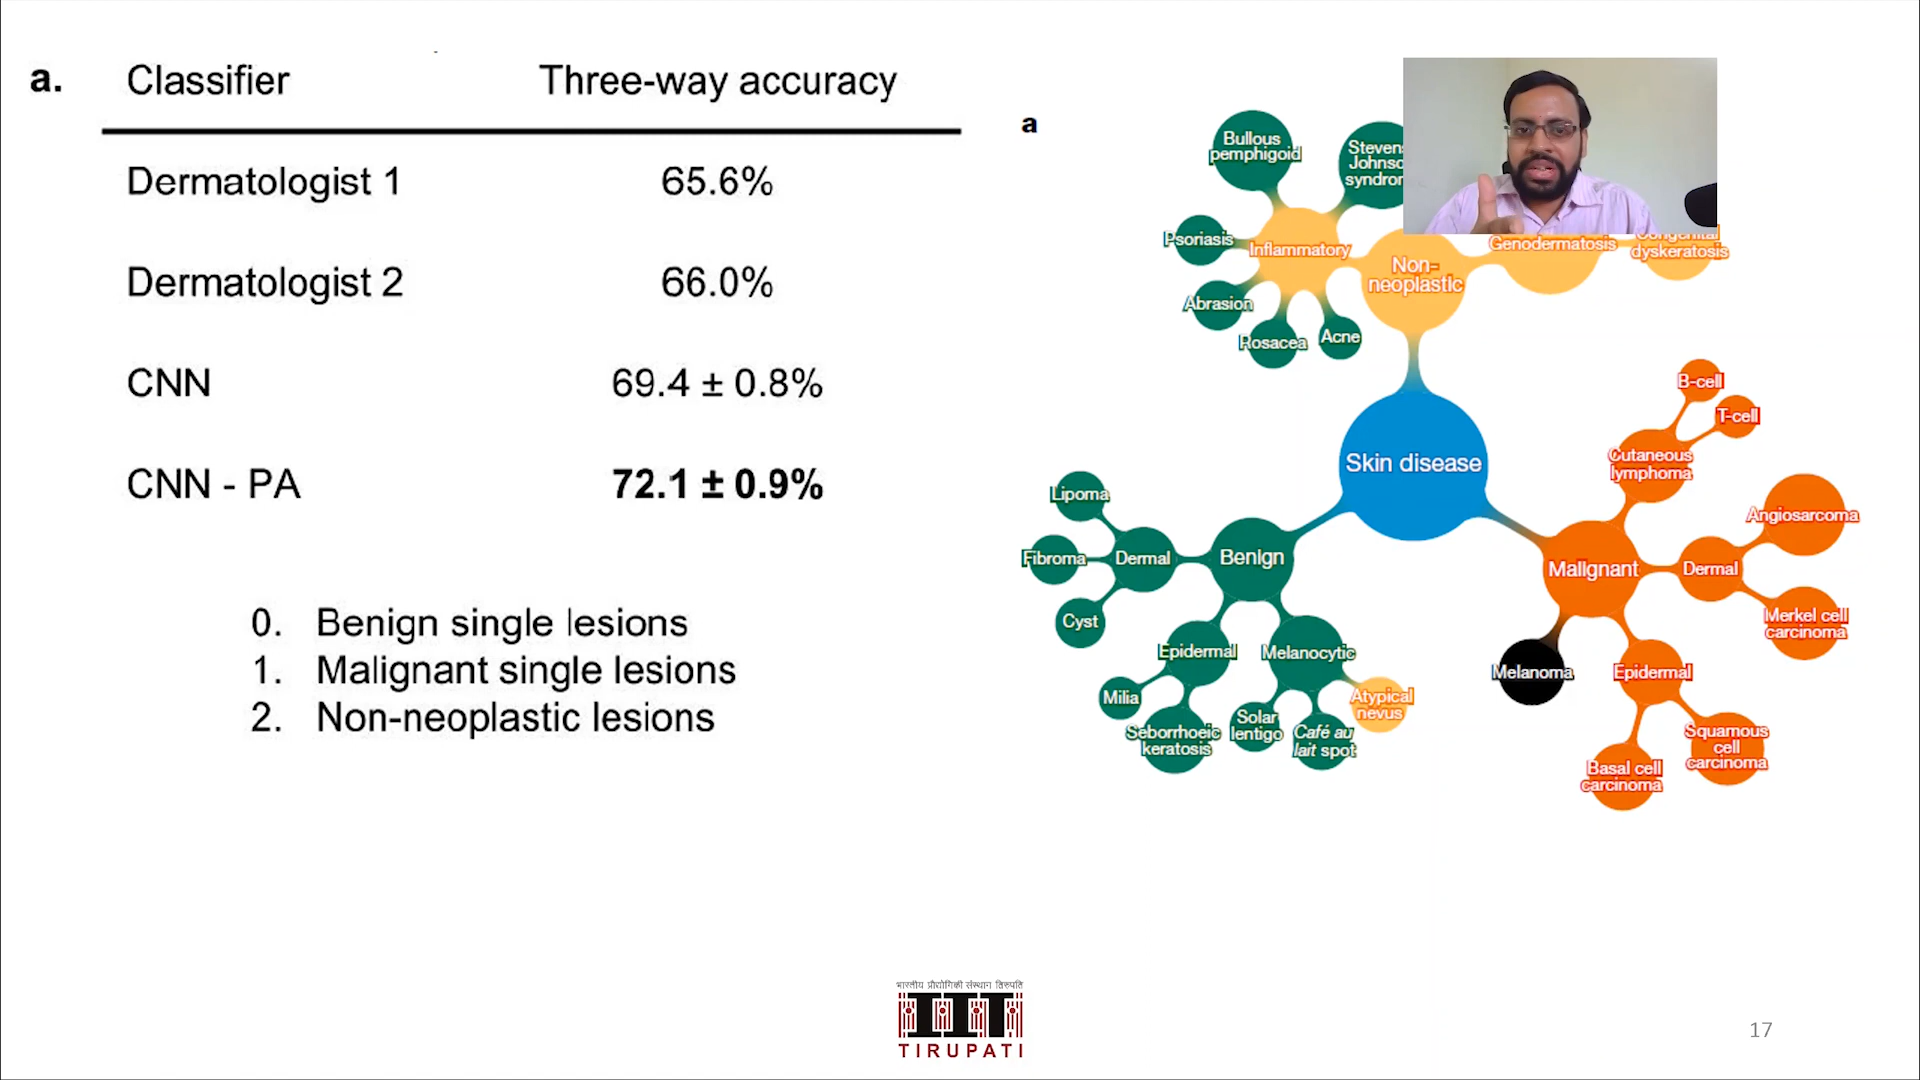 a.
Classifier
Three-way accuracy
Dermatologist 1
65.6%
Dermatologist 2
66.0%
CNN
69.4 ± 0.8%
CNN - PA
72.1 ± 0.9%
0. Benign single lesions
1. Malignant single lesions
2. Non-neoplastic lesions
a
Bullous
pemphigoid
Psoriasis
Inflammatory
Abrasion
Rosacea
Acne
Non-
neoplastic
Genodermatosis
dyskeratosis
Skin disease
B-cell
T-cell
Cutaneous
lymphoma
Angiosarcoma
Malignant
Dermal
Merkel cell
carcinoma
Melanoma
Epidermal
Squamous
cell
carcinoma
Basal cell
carcinoma
Lipoma
Fibroma
Dermal
Benign
Cyst
Epidermal
Melanocytic
Milia
Seborrhoeic
keratosis
Solar
lentigo
Café au
lait spot
Atypical
nevus
भारतीय प्रौद्योगिकी संस्थान तिरुपति
IIT
TIRUPATI
17